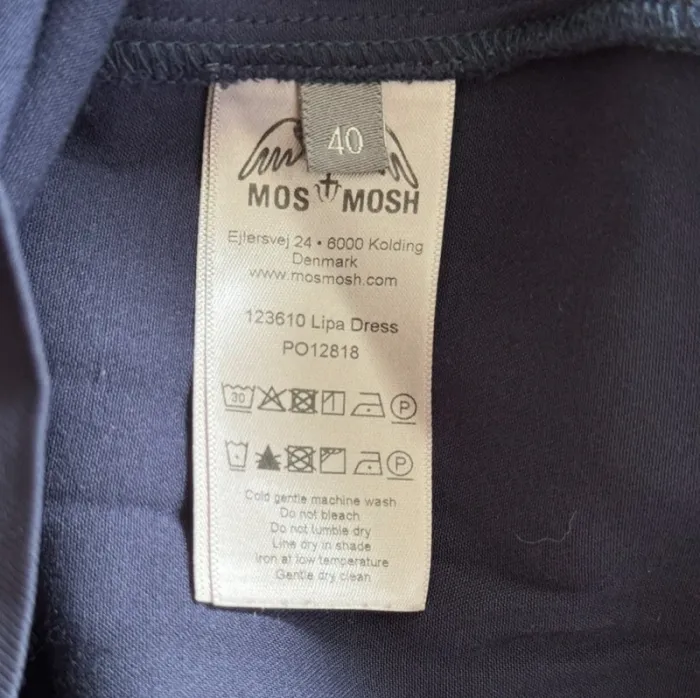 40
MOS MOSH
Ejlersvej 24 • 6000 Kolding
Denmark
www.mosmosh.com
123610 Lipa Dress
PO12818
30 P
P
Cold gentle machine wash
Do not bleach
Do not tumble dry
Line dry in shade
Iron at low temperature
Gentle dry clean